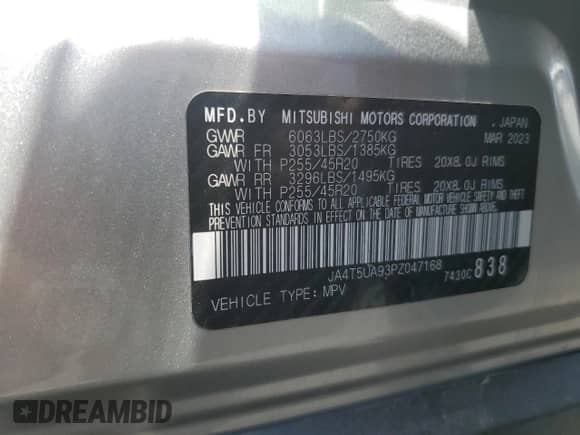 MFD.BY MITSUBISHI MOTORS CORPORATION , JAPAN
GVWR 6063LBS/2750KG MAR 2023
GAWR FR 3053LBS/1385KG
WITH P255/45R20 TIRES 20X8.0J RIMS
GAWR RR 3296LBS/1495KG
WITH P255/45R20 TIRES 20X8.0J RIMS
THIS VEHICLE CONFORMS TO ALL APPLICABLE FEDERAL MOTOR VEHICLE SAFETY, BUMPER, AND THEFT
PREVENTION STANDARDS IN EFFECT ON THE DATE OF MANUFACTURE SHOWN ABOVE.
JA4T5UA93PZ047168
7430C 838
VEHICLE TYPE: MPV
DREAMBID